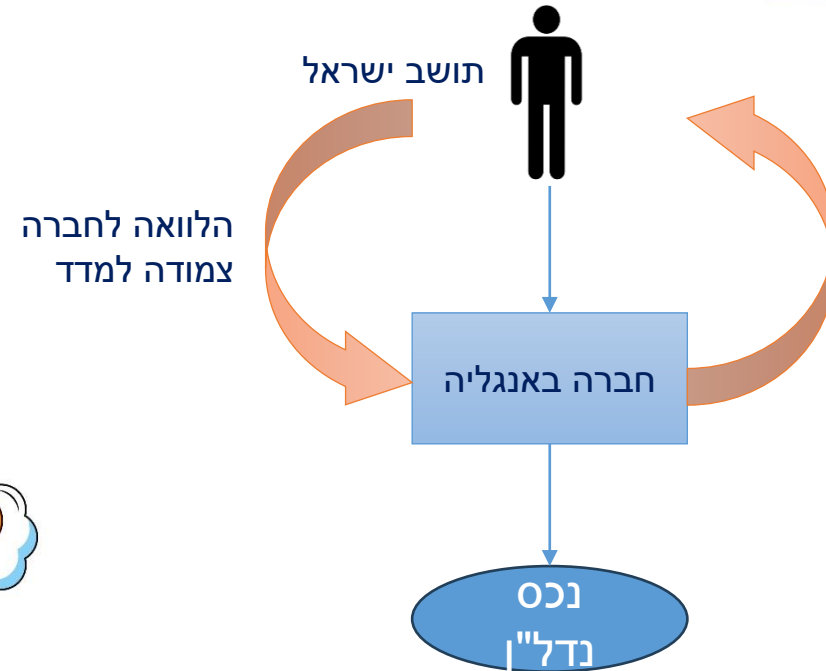 תושב ישראל
הלוואה לחברה
צמודה למדד
חברה באנגליה
נכס
נדל"ן